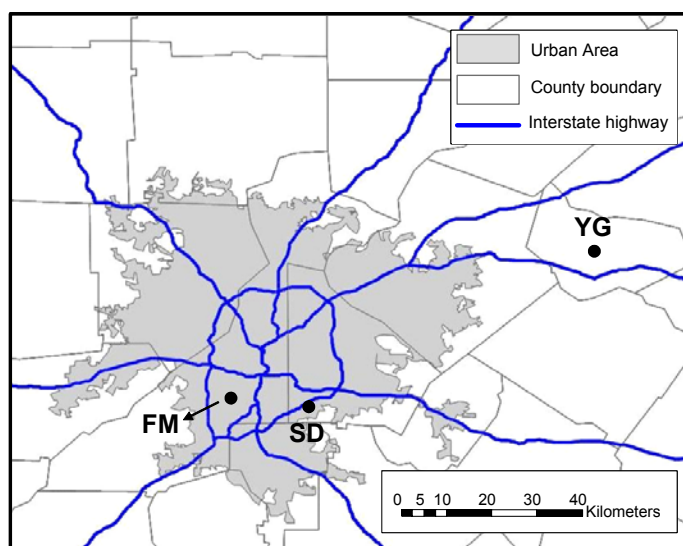 Urban Area
County boundary
Interstate highway
YG
FM
SD
0 5 10 20 30 40
Kilometers